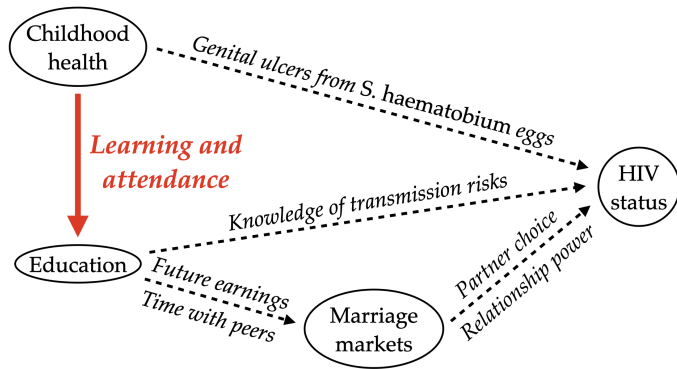 Childhood
health
Genital ulcers from S. haematobium eggs
Learning and
attendance
HIV
status
Knowledge of transmission risks
Education
Future earnings
Time with peers
Partner choice
Relationship power
Marriage
markets